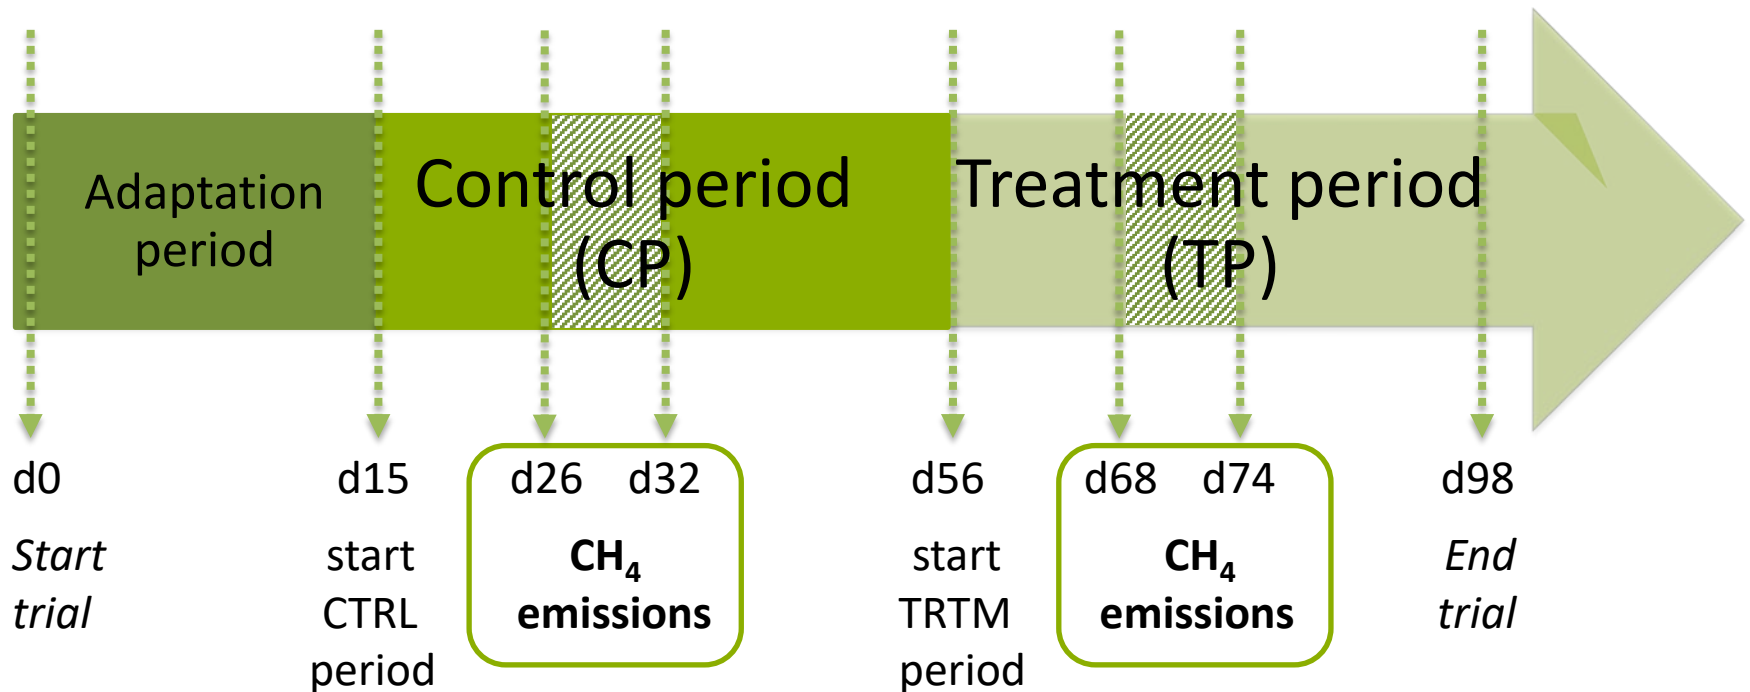 Adaptation
period
Control period
(CP)
Treatment period
(TP)
d0
Start
trial
d15
start
CTRL
period
d26 d32
CH₄
emissions
d56
start
TRTM
period
d68 d74
CH₄
emissions
d98
End
trial